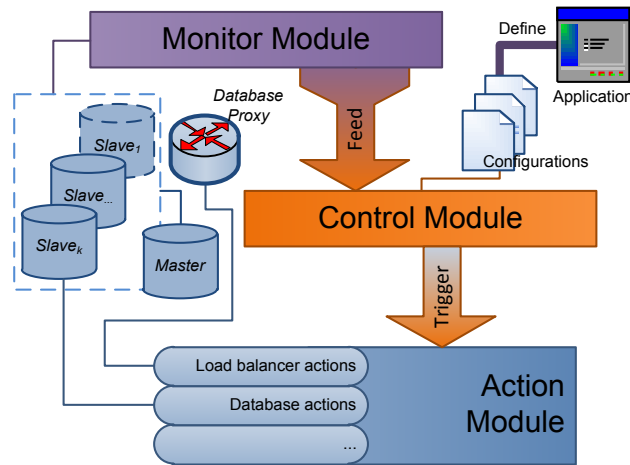 Monitor Module
Define
Application
Database
Proxy
Feed
Slave1
Slave...
Slavek
Configurations
Control Module
Master
Trigger
Load balancer actions
Database actions
...
Action
Module